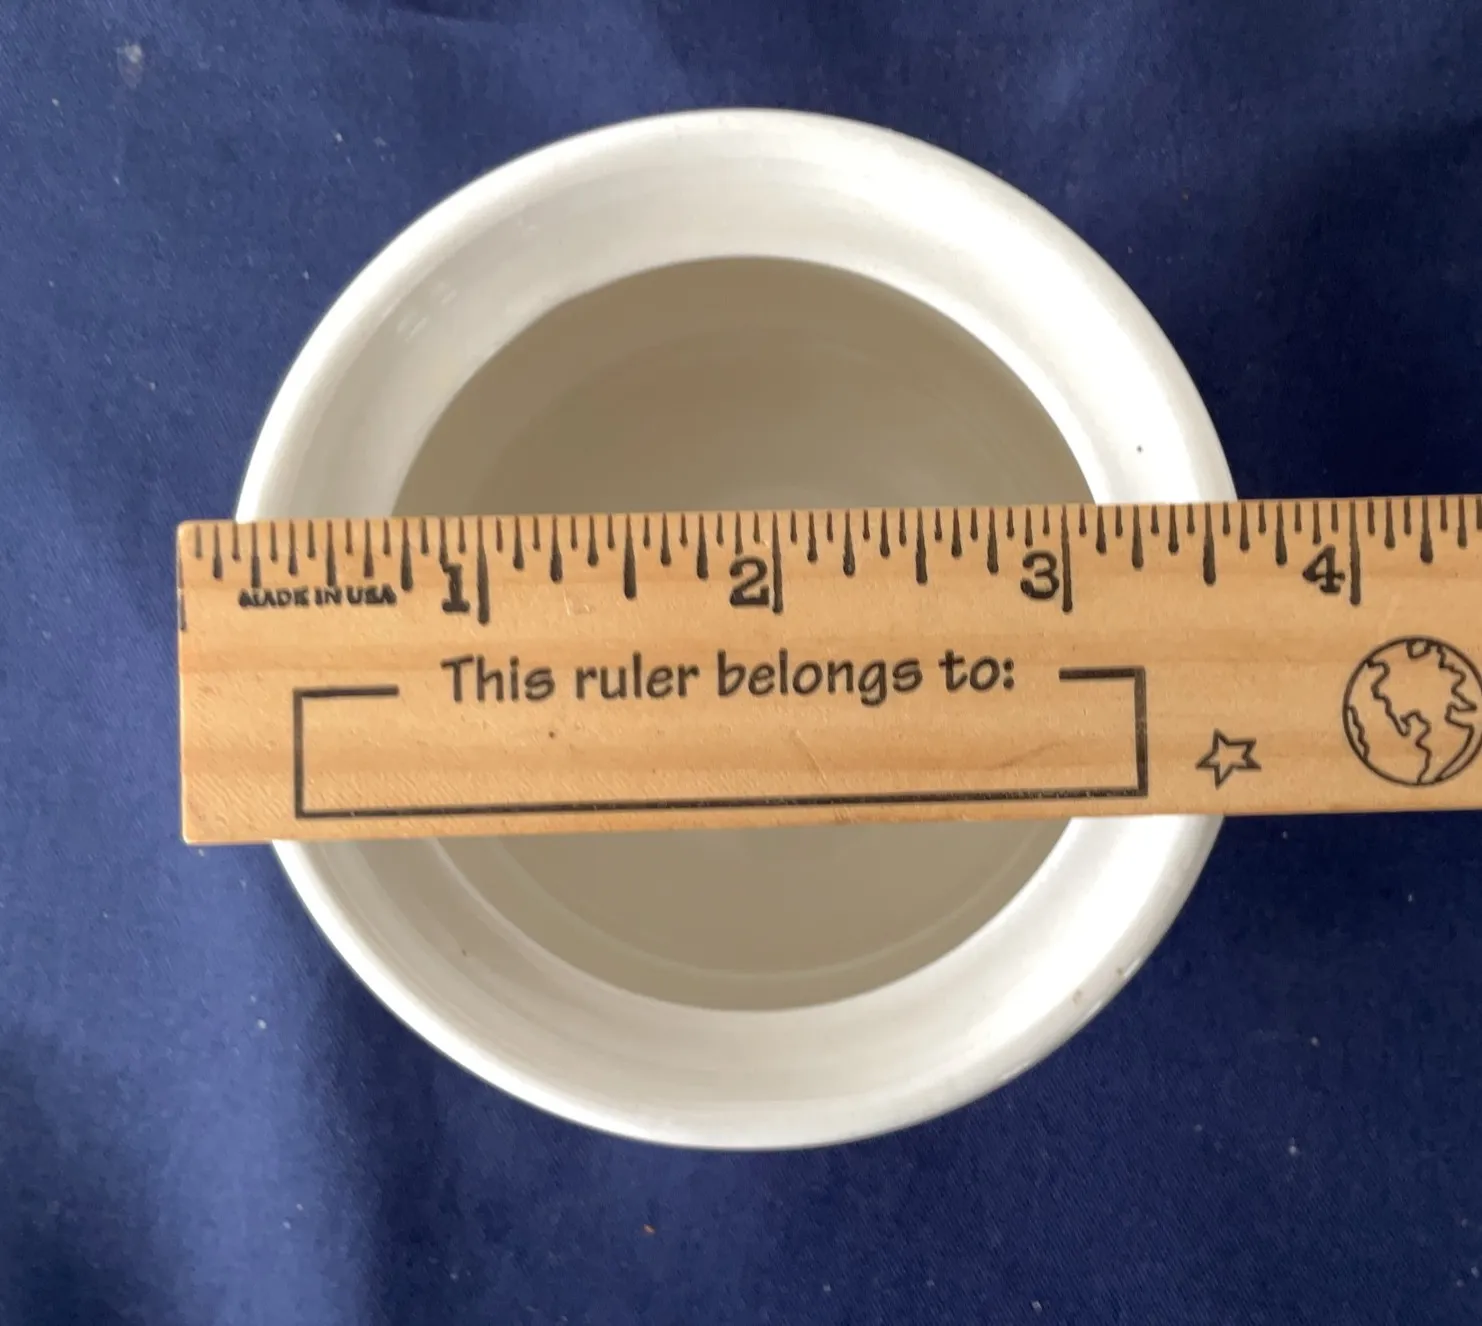 1 2 3 4
MADE IN USA
This ruler belongs to: